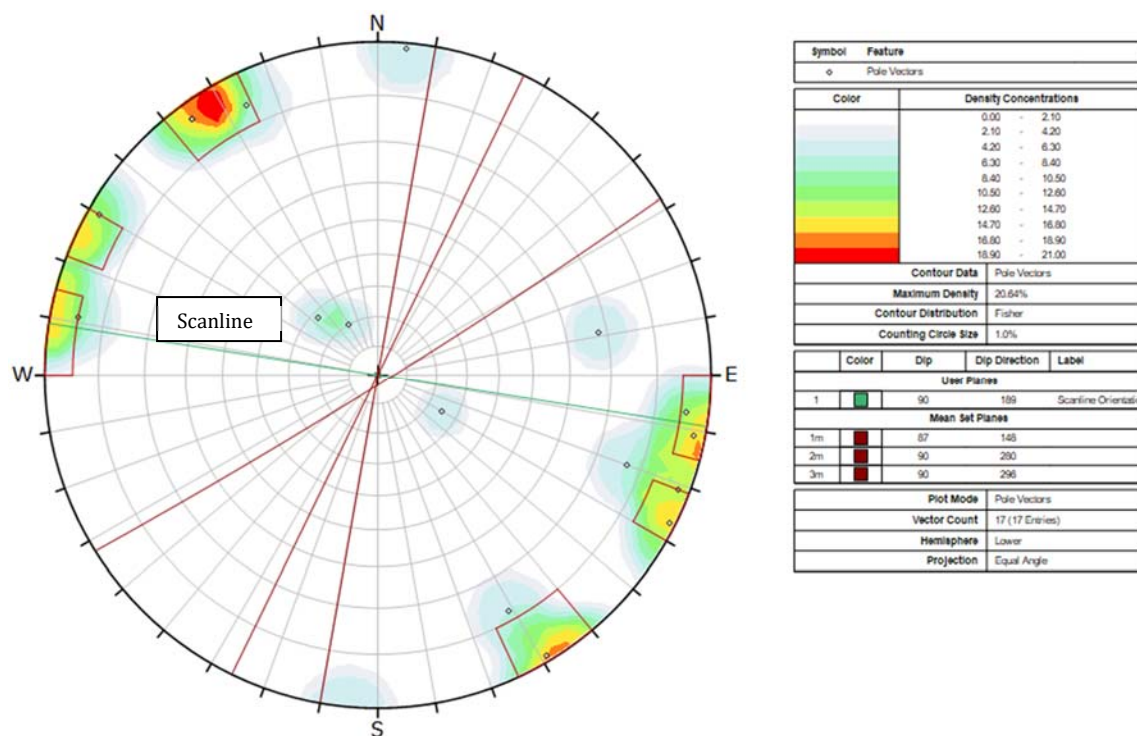 N
Scanline
W
E
S
Symbol Feature
Pole Vectors
Color Density Concentrations
0.00 - 2.10
2.10 - 4.20
4.20 - 6.30
6.30 - 8.40
8.40 - 10.50
10.50 - 12.60
12.60 - 14.70
14.70 - 16.80
16.80 - 18.90
18.90 - 21.00
Contour Data Pole Vectors
Maximum Density 20.64%
Contour Distribution Fisher
Counting Circle Size 1.0%
Color Dip Dip Direction Label
User Planes
1 90 189 Scanline Orientati
Mean Set Planes
1m 87 148
2m 90 280
3m 90 296
Plot Mode Pole Vectors
Vector Count 17 (17 Entries)
Hemisphere Lower
Projection Equal Angle